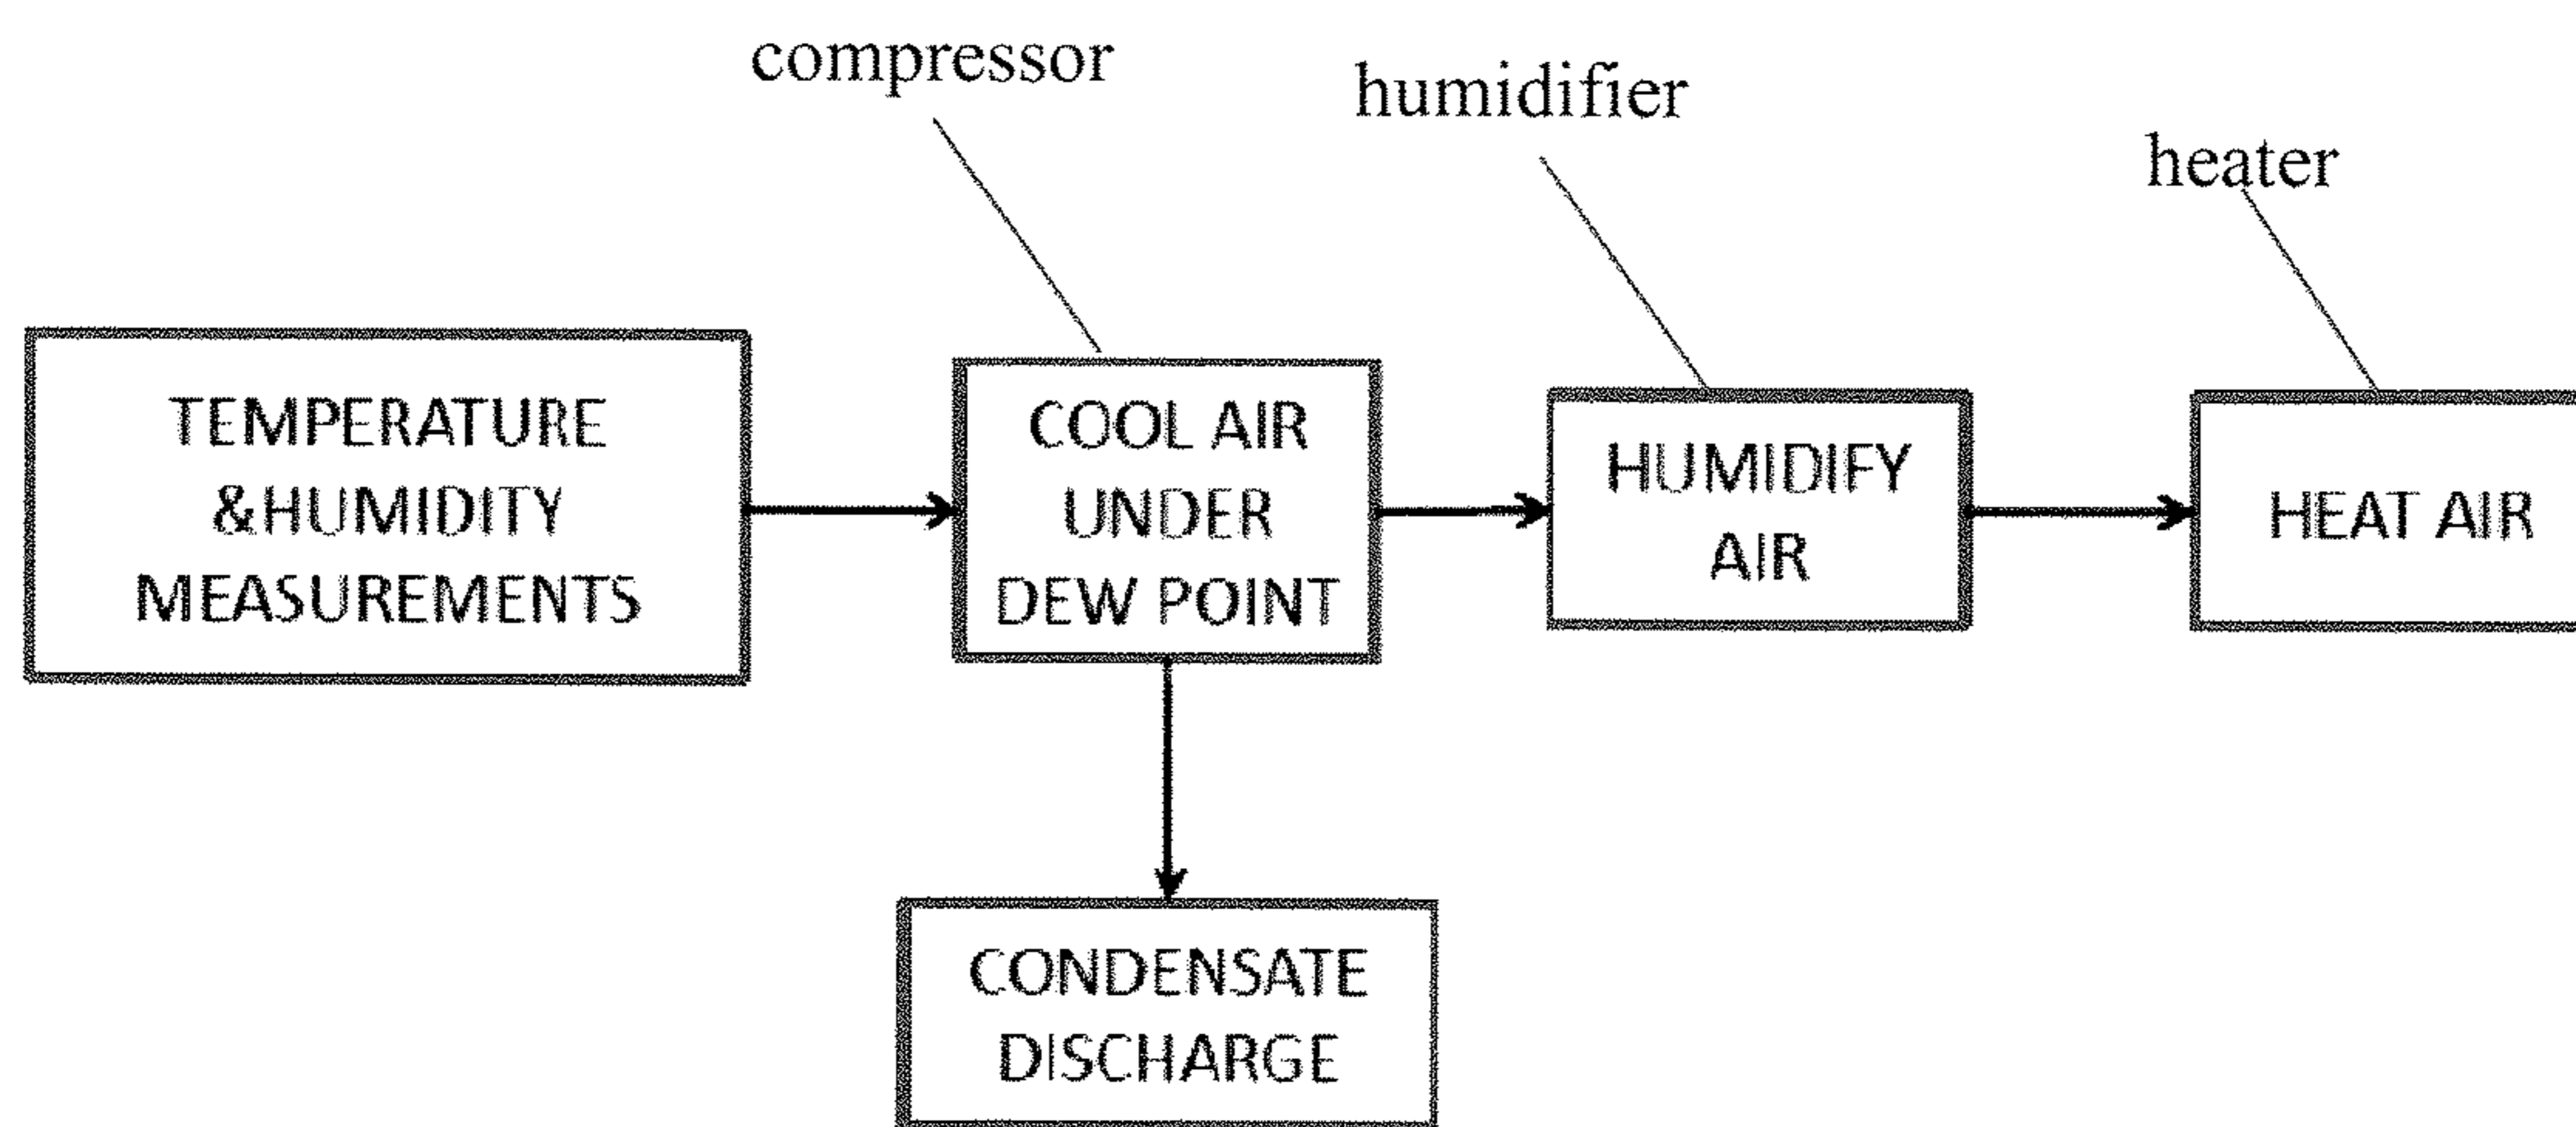 compressor
humidifier
heater
TEMPERATURE
&HUMIDITY
MEASUREMENTS
COOL AIR
UNDER
DEW POINT
HUMIDIFY
AIR
HEAT AIR
CONDENSATE
DISCHARGE